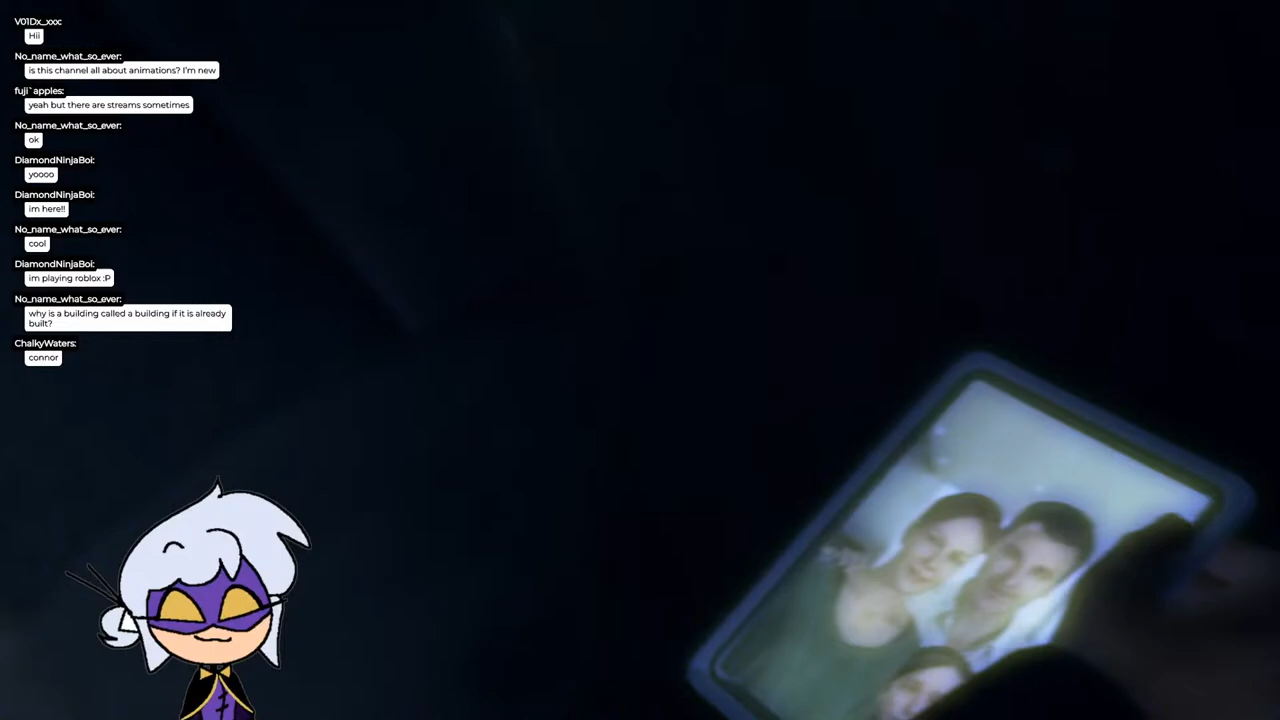 V01Dx_xxx:
Hii
No_name_what_so_ever:
is this channel all about animations? I'm new
fuji`apples:
yeah but there are streams sometimes
No_name_what_so_ever:
ok
DiamondNinjaBoi:
yoooo
DiamondNinjaBoi:
im here!!
No_name_what_so_ever:
cool
DiamondNinjaBoi:
im playing roblox :P
No_name_what_so_ever:
why is a building called a building if it is already
built?
ChalkyWaters:
connor